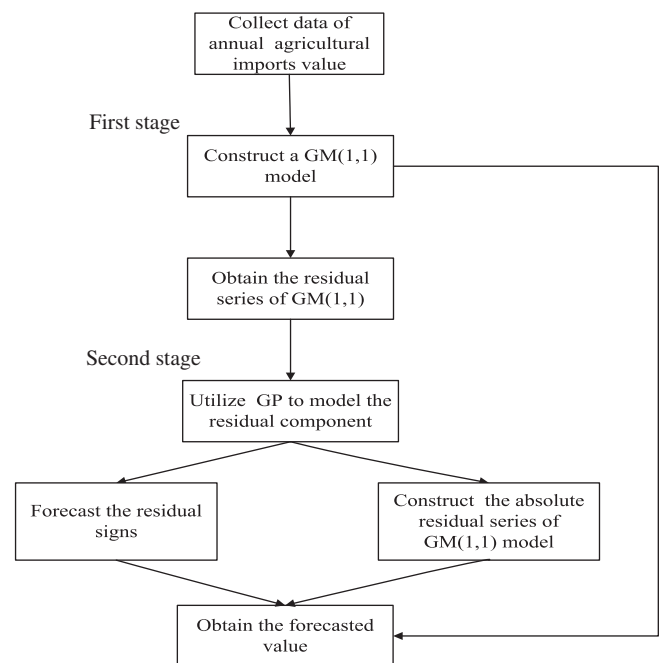 Collect data of
annual agricultural
imports value
First stage
Construct a GM(1,1)
model
Obtain the residual
series of GM(1,1)
Second stage
Utilize GP to model the
residual component
Forecast the residual
signs
Construct the absolute
residual series of
GM(1,1) model
Obtain the forecasted
value